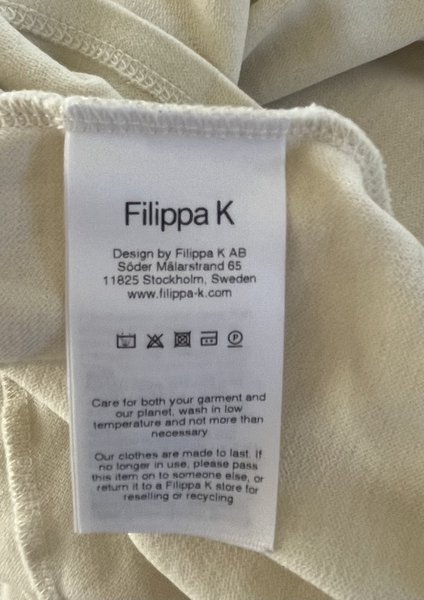 Filippa K
Design by Filippa K AB
Söder Mälarstrand 65
11825 Stockholm, Sweden
www.filippa-k.com
Care for both your garment and
our planet, wash in low
temperature and not more than
necessary
Our clothes are made to last. If
no longer in use, please pass
this item on to someone else, or
return it to a Filippa K store for
reselling or recycling